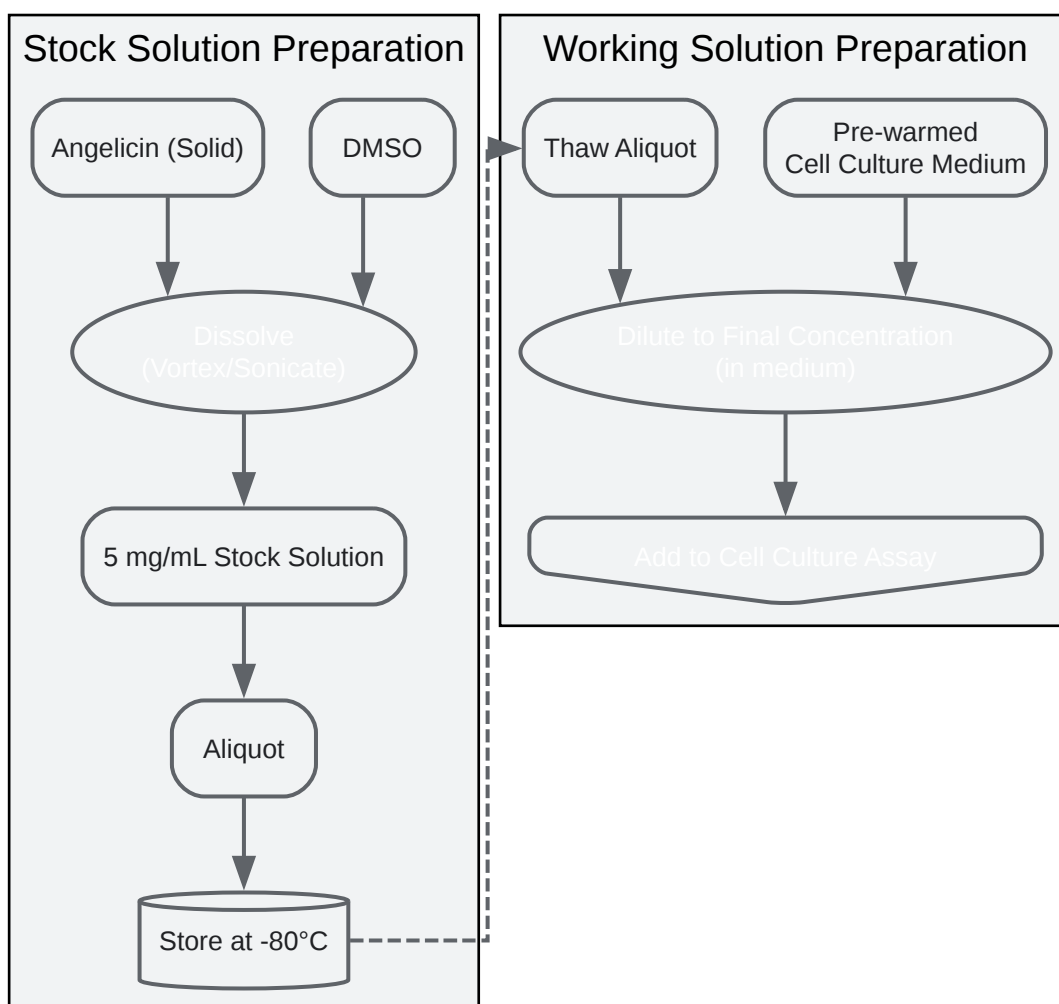 Stock Solution Preparation
Angelicin (Solid)
DMSO
Dissolve
(Vortex/Sonicate)
5 mg/mL Stock Solution
Aliquot
Store at -80°C
Working Solution Preparation
Thaw Aliquot
Pre-warmed
Cell Culture Medium
Dilute to Final Concentration
(in medium)
Add to Cell Culture Assay